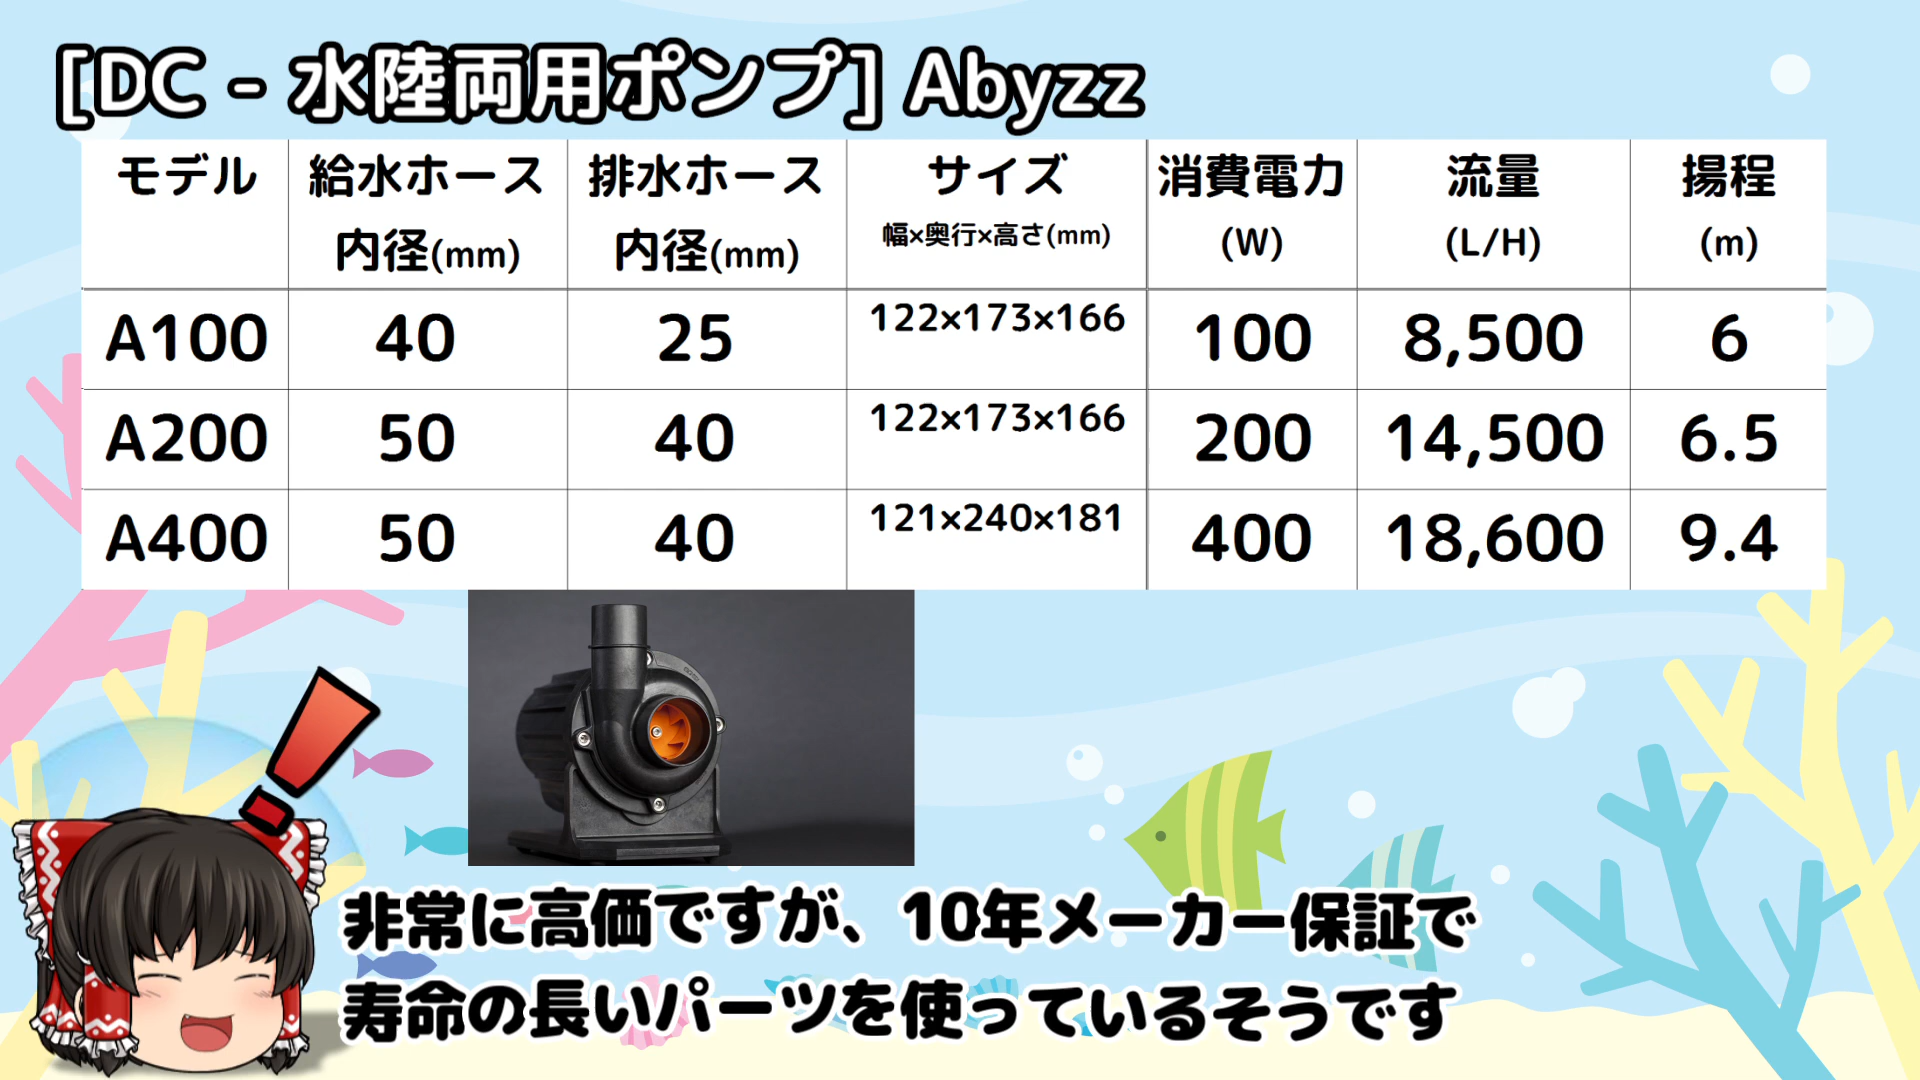 [DC - 水陸両用ポンプ] Abyzz
モデル 給水ホース 内径(mm) 排水ホース 内径(mm) サイズ 幅×奥行×高さ(mm) 消費電力 (W) 流量 (L/H) 揚程 (m)
A100 40 25 122×173×166 100 8,500 6
A200 50 40 122×173×166 200 14,500 6.5
A400 50 40 121×240×181 400 18,600 9.4
非常に高価ですが、10年メーカー保証で
寿命の長いパーツを使っているそうです